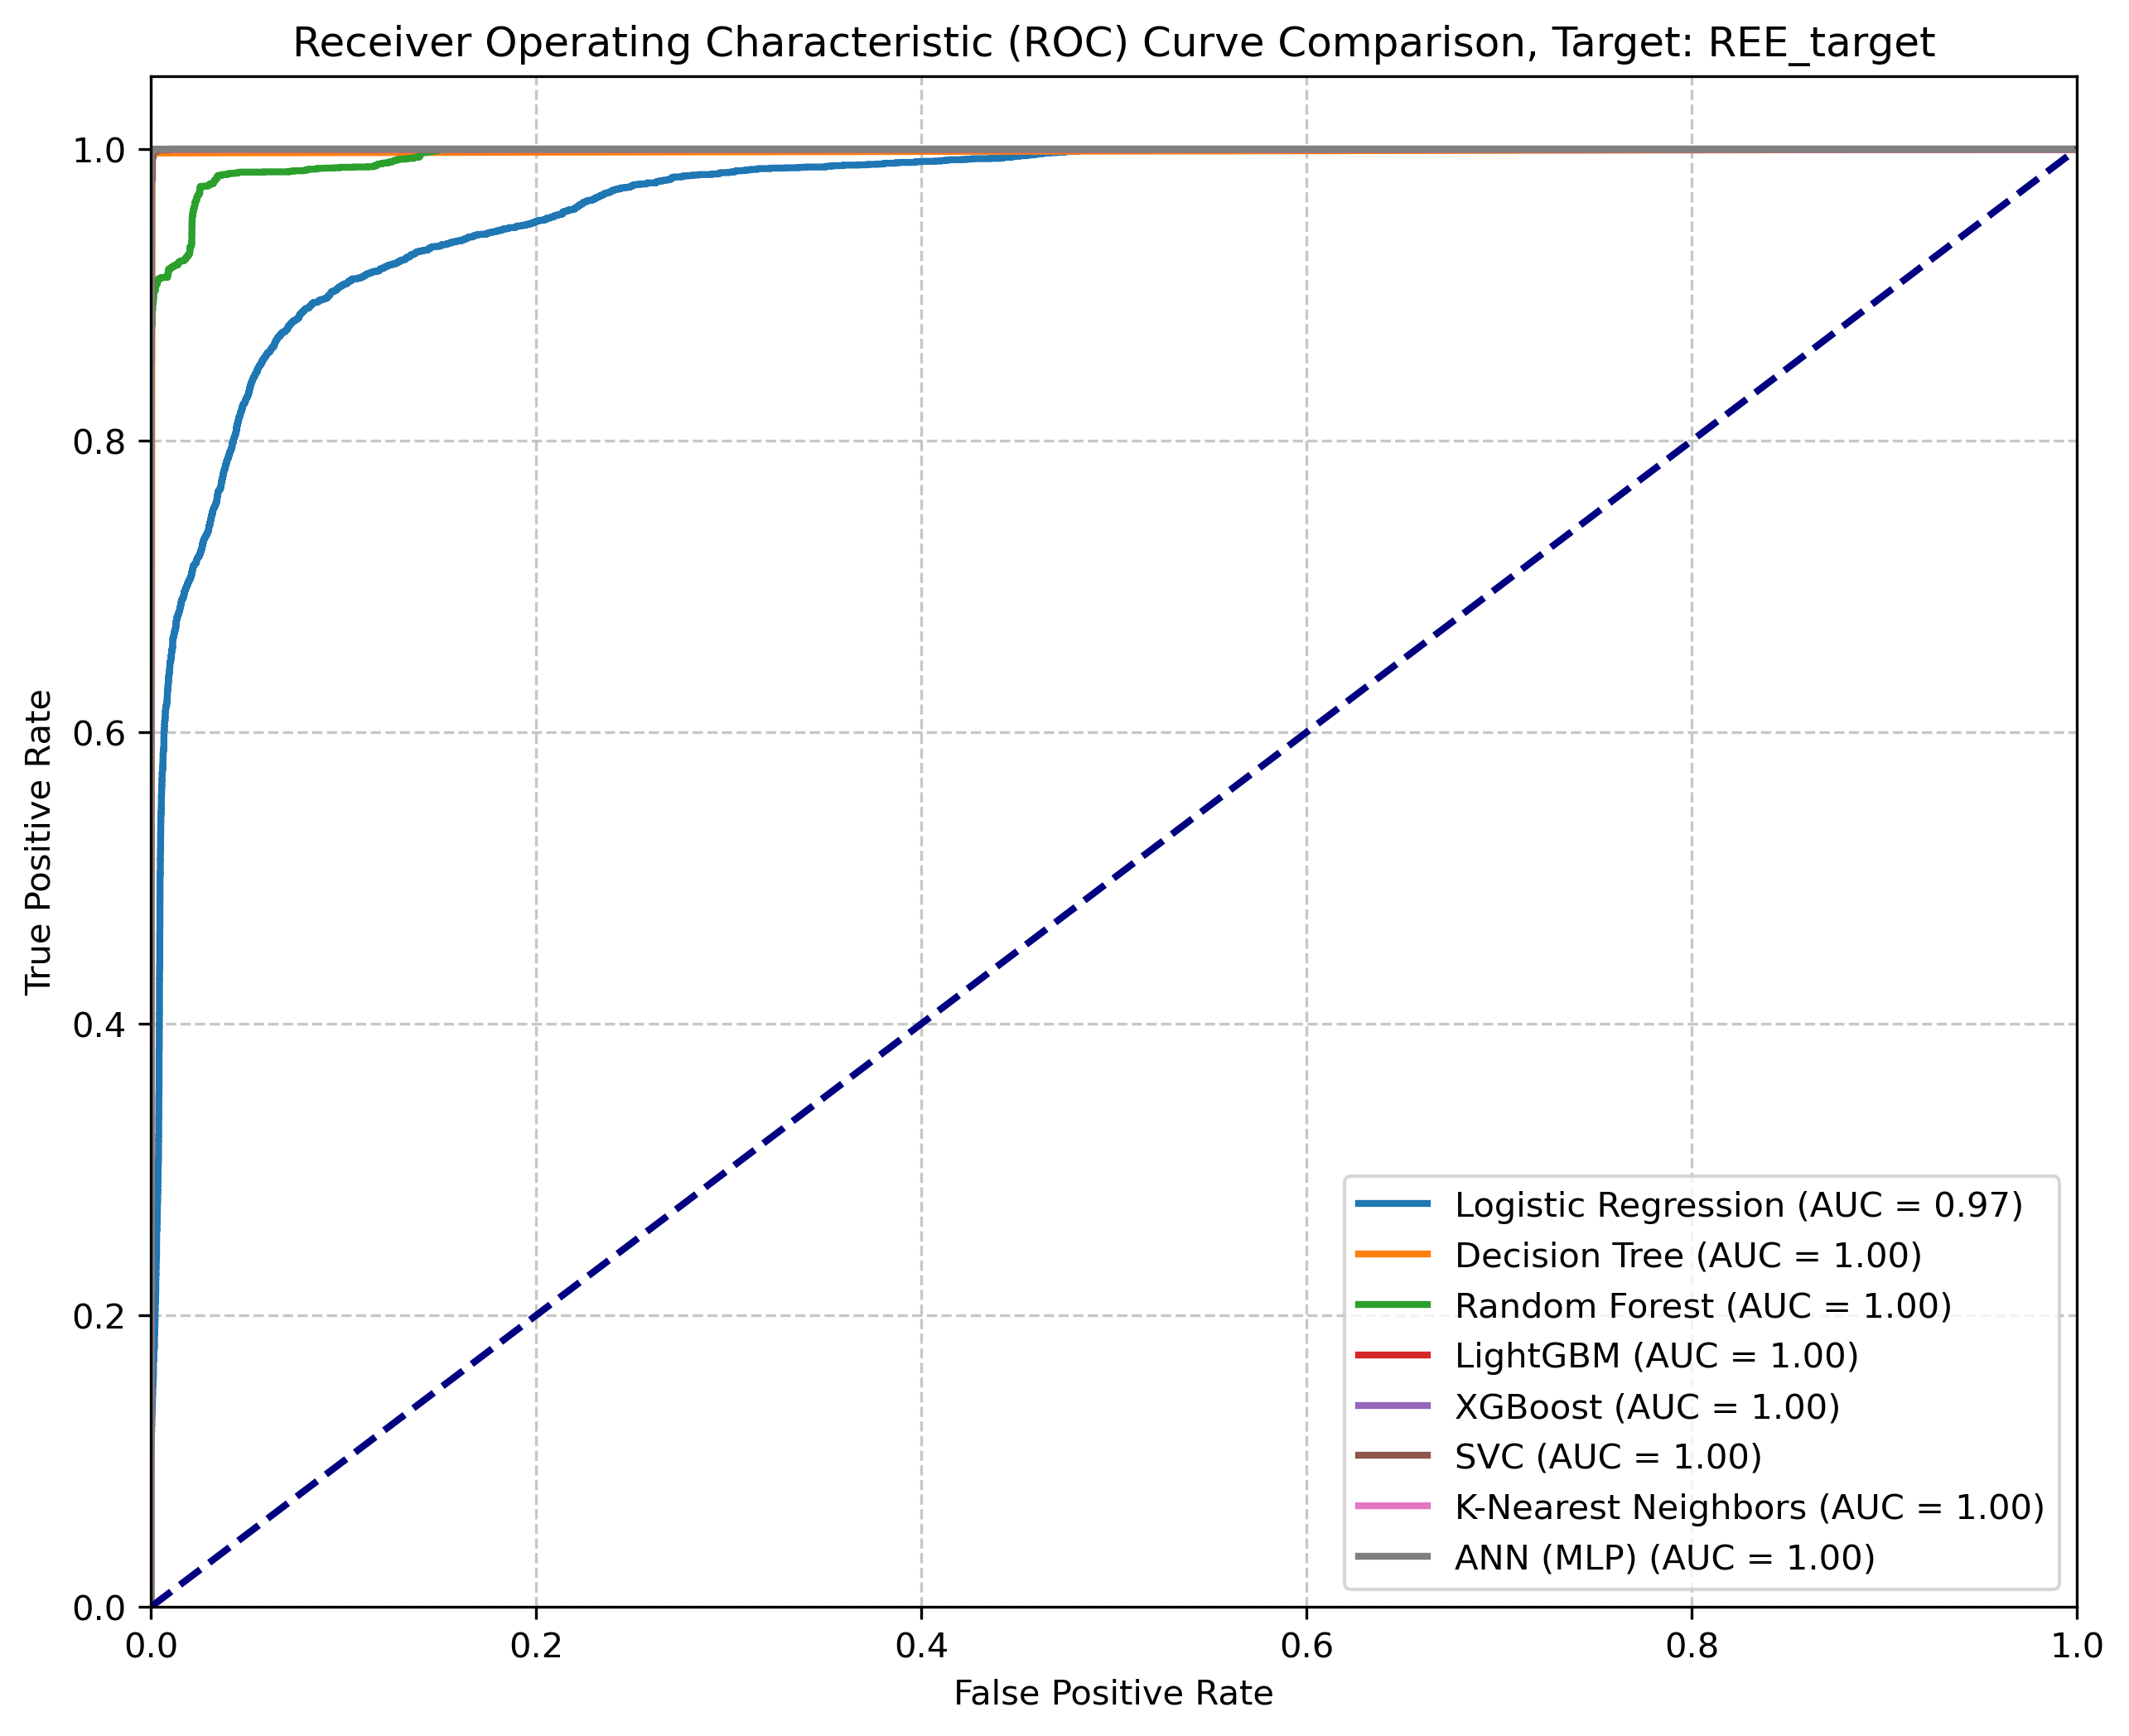 Receiver Operating Characteristic (ROC) Curve Comparison, Target: REE_target
True Positive Rate
1.0
0.8
0.6
0.4
0.2
0.0
Logistic Regression (AUC = 0.97)
Decision Tree (AUC = 1.00)
Random Forest (AUC = 1.00)
LightGBM (AUC = 1.00)
XGBoost (AUC = 1.00)
SVC (AUC = 1.00)
K-Nearest Neighbors (AUC = 1.00)
ANN (MLP) (AUC = 1.00)
0.0 0.2 0.4 0.6 0.8 1.0
False Positive Rate